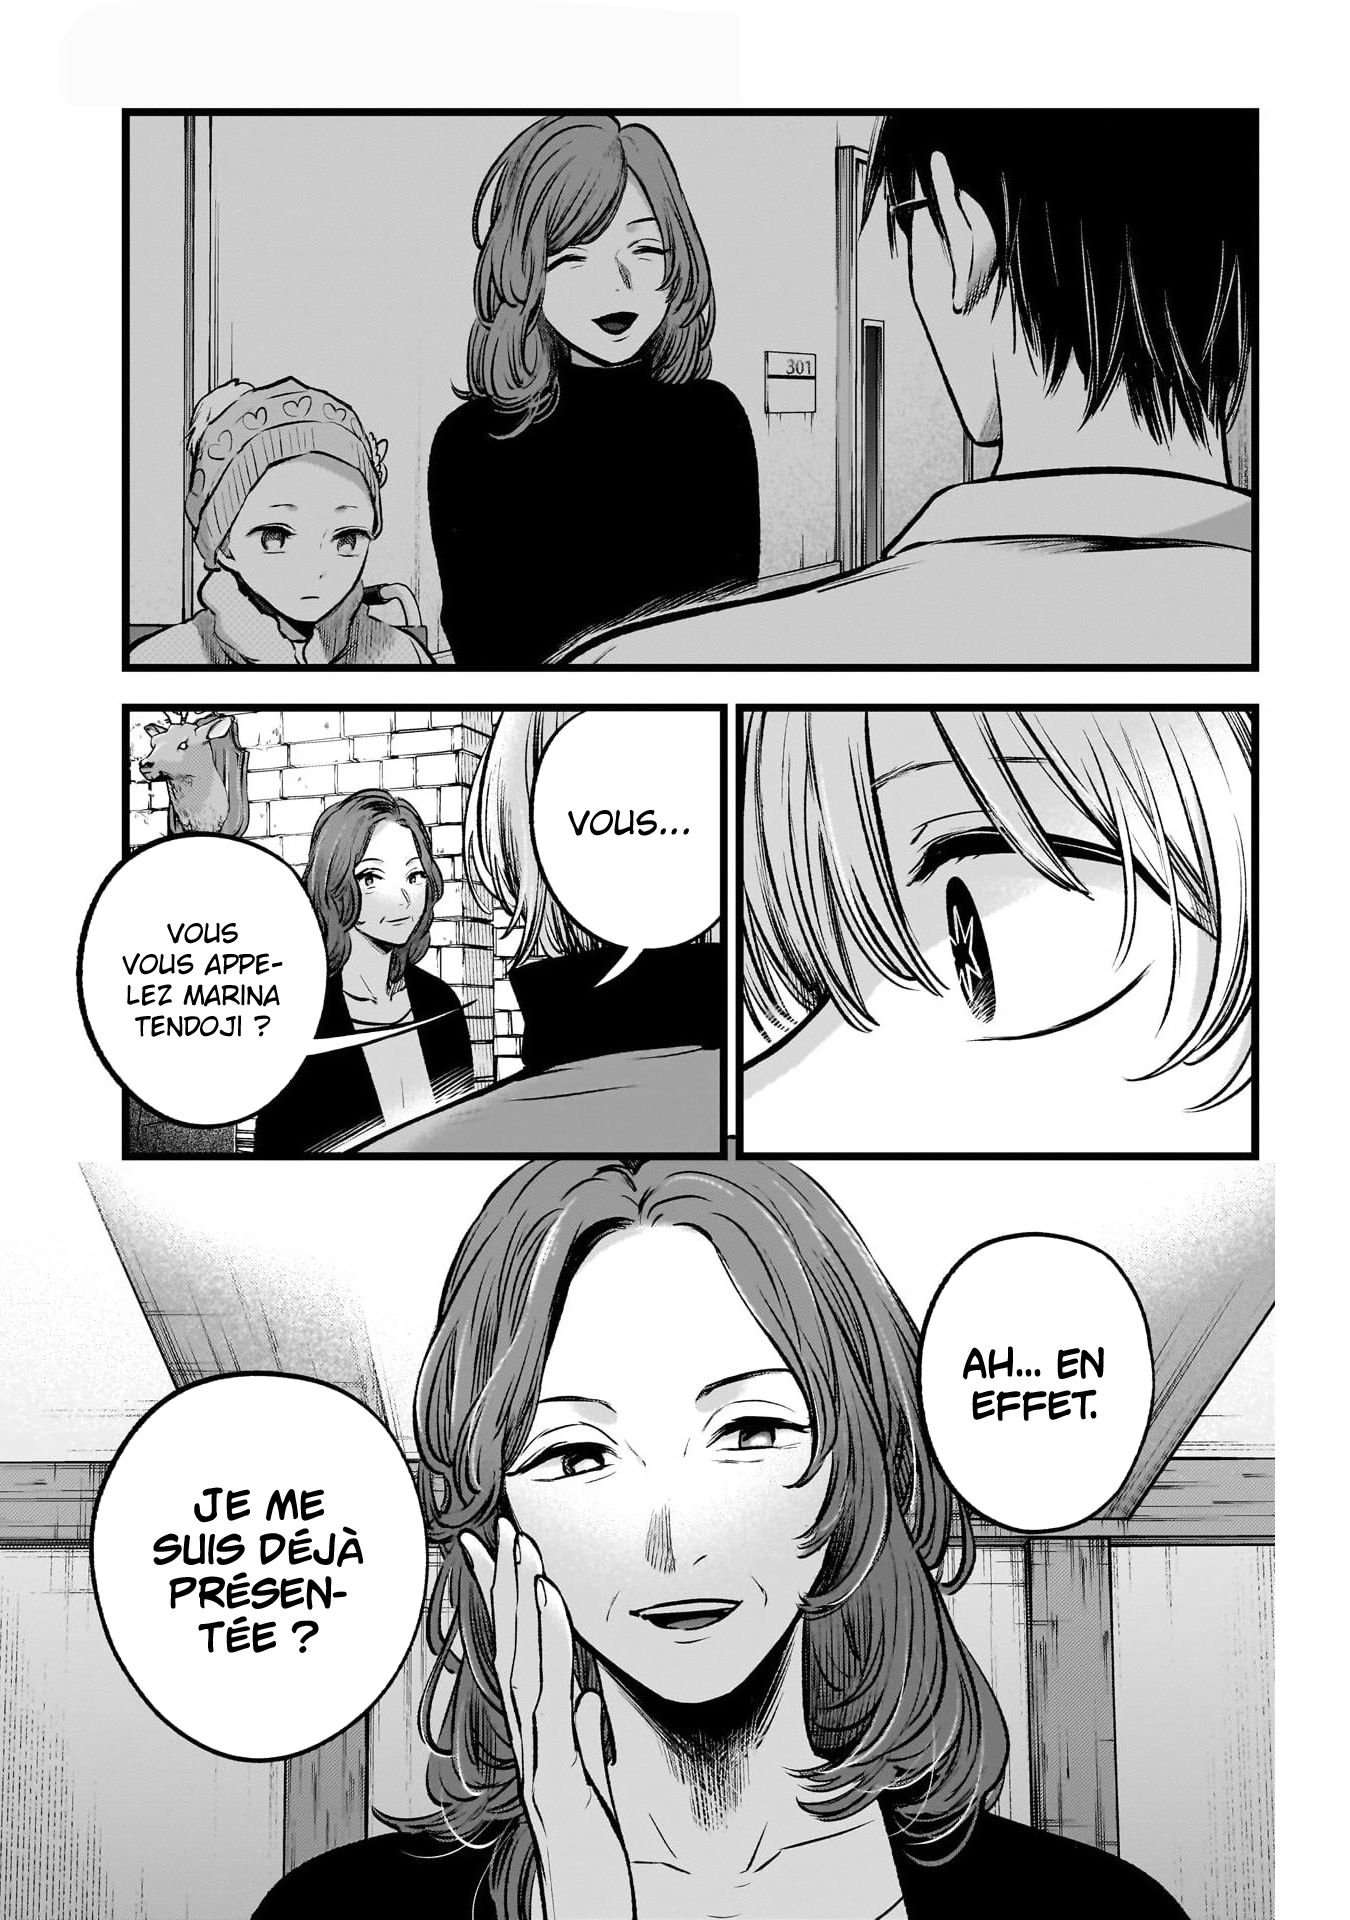 301
VOUS...
VOUS
VOUS APPE-
LEZ MARINA
TENDOJI ?
AH... EN
EFFET.
JE ME
SUIS DÉJÀ
PRÉSEN-
TÉE ?